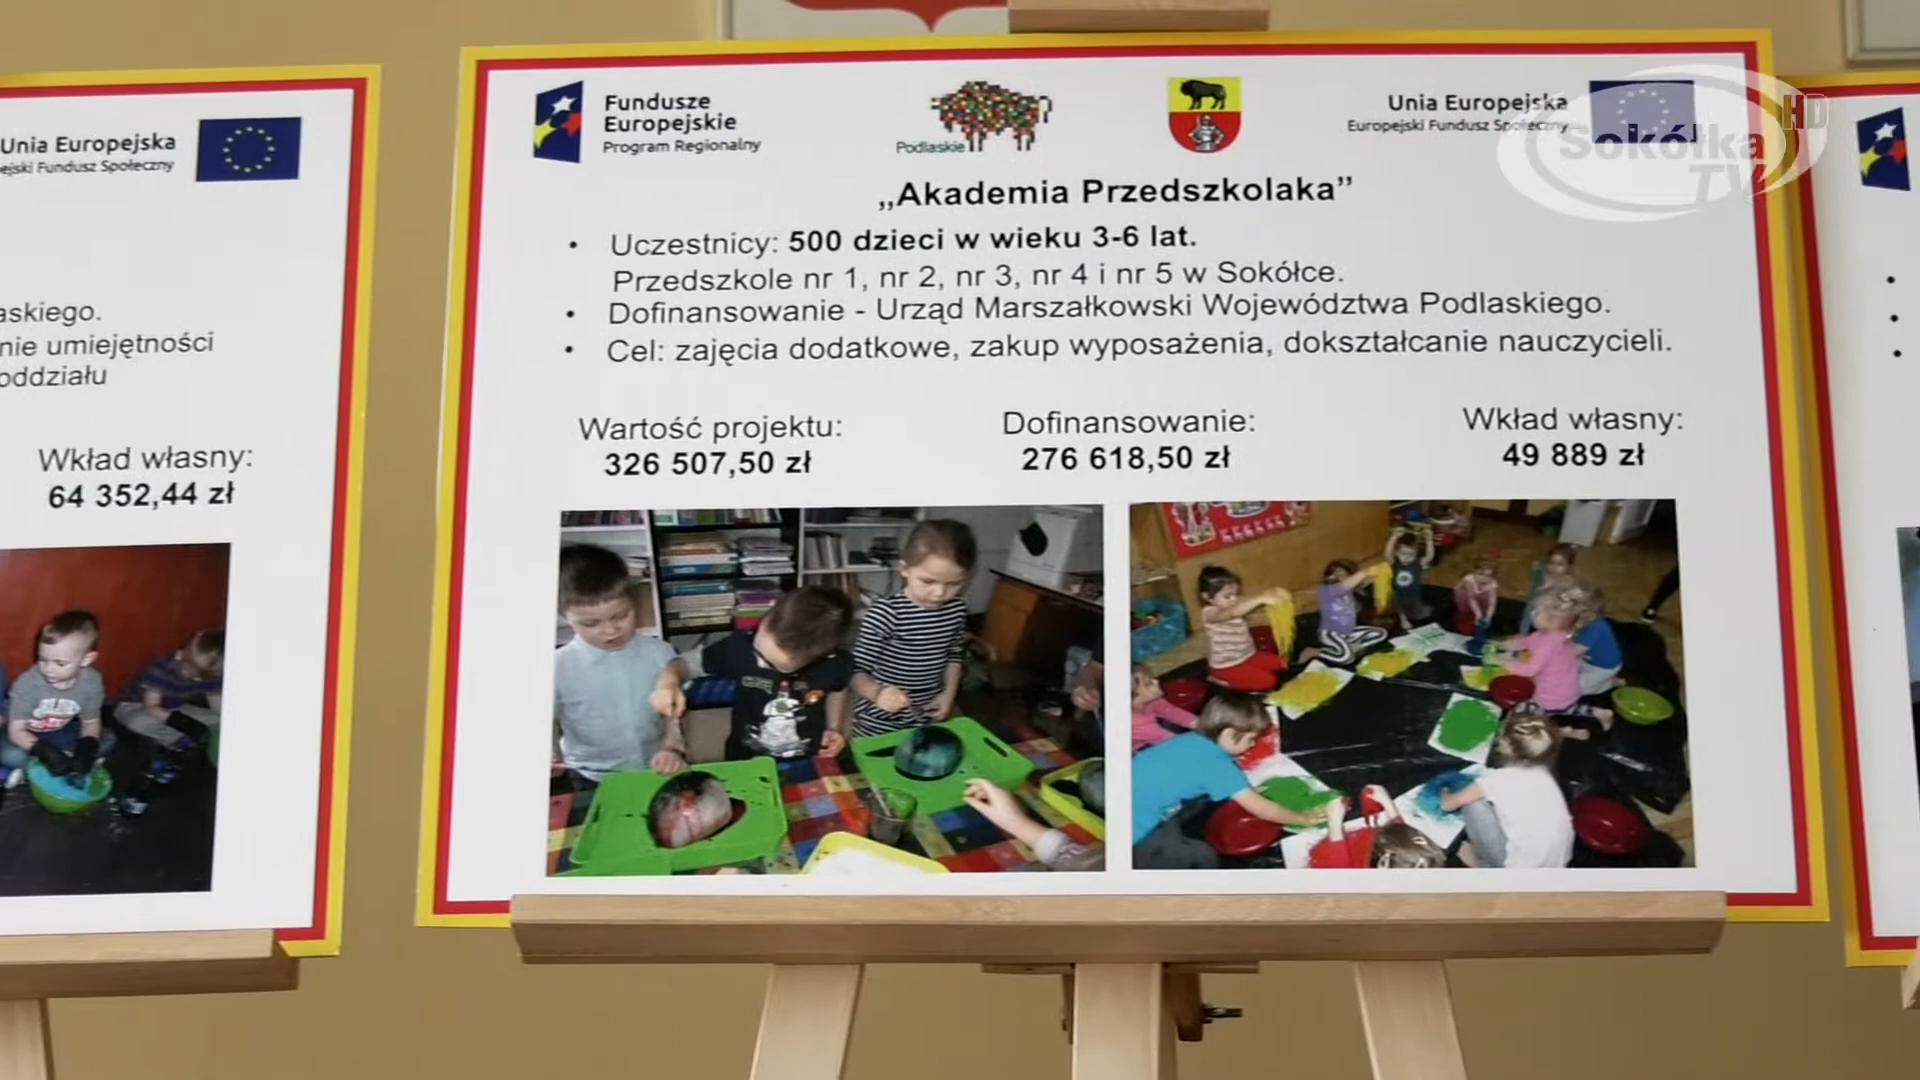 Unia Europejska
ejski Fundusz Społeczny
askiego.
nie umiejętności
oddziału
Wkład własny:
64 352,44 zł
Fundusze
Europejskie
Program Regionalny
Podlaskie
Unia Europejska
Europejski Fundusz Społeczny
Sokółka
TV
HD
„Akademia Przedszkolaka”
• Uczestnicy: 500 dzieci w wieku 3-6 lat.
Przedszkole nr 1, nr 2, nr 3, nr 4 i nr 5 w Sokółce.
• Dofinansowanie - Urząd Marszałkowski Województwa Podlaskiego.
• Cel: zajęcia dodatkowe, zakup wyposażenia, dokształcanie nauczycieli.
Wartość projektu:
326 507,50 zł
Dofinansowanie:
276 618,50 zł
Wkład własny:
49 889 zł